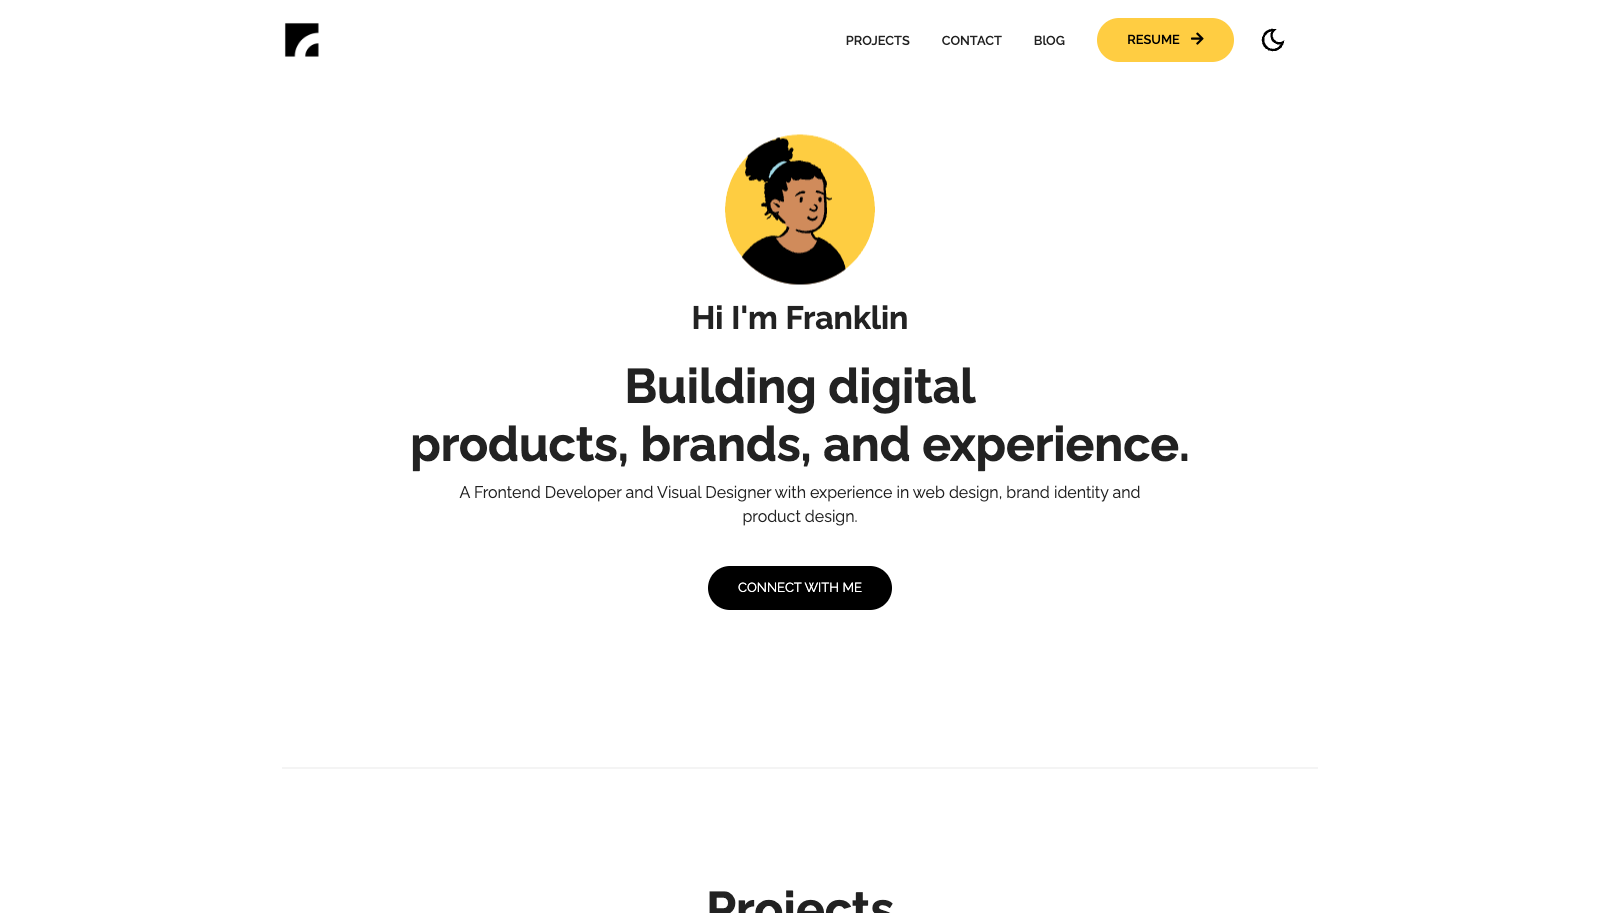 PROJECTS
CONTACT
BlOG
RESUME
Hi I'm Franklin
Building digital
products, brands, and experience.
A Frontend Developer and Visual Designer with experience in web design, brand identity and
product design.
CONNECT WITH ME
Projects